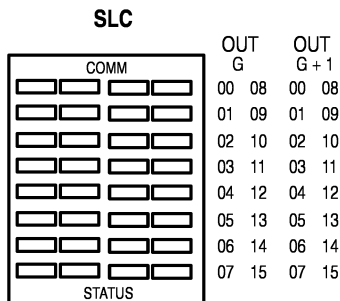 SLC
OUT OUT
G G + 1
COMM
00 08 00 08
01 09 01 09
02 10 02 10
03 11 03 11
04 12 04 12
05 13 05 13
06 14 06 14
07 15 07 15
STATUS